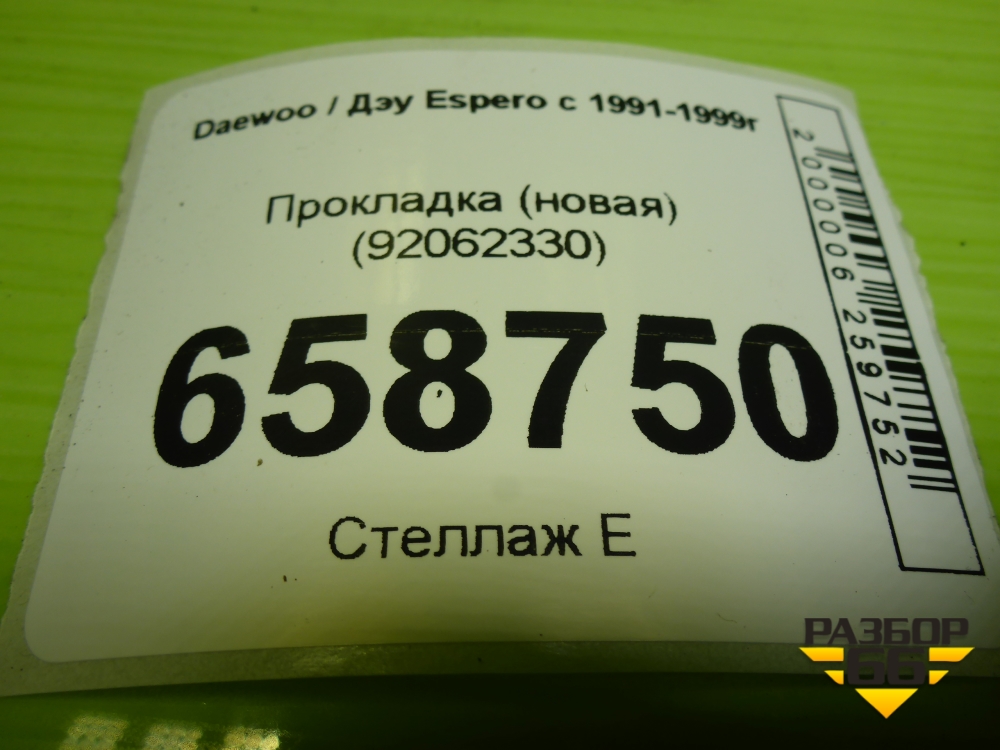 Daewoo / Дэу Espero с 1991-1999г
Прокладка (новая)
(92062330)
658750
Стеллаж Е
2000006259752
РАЗБОР
66